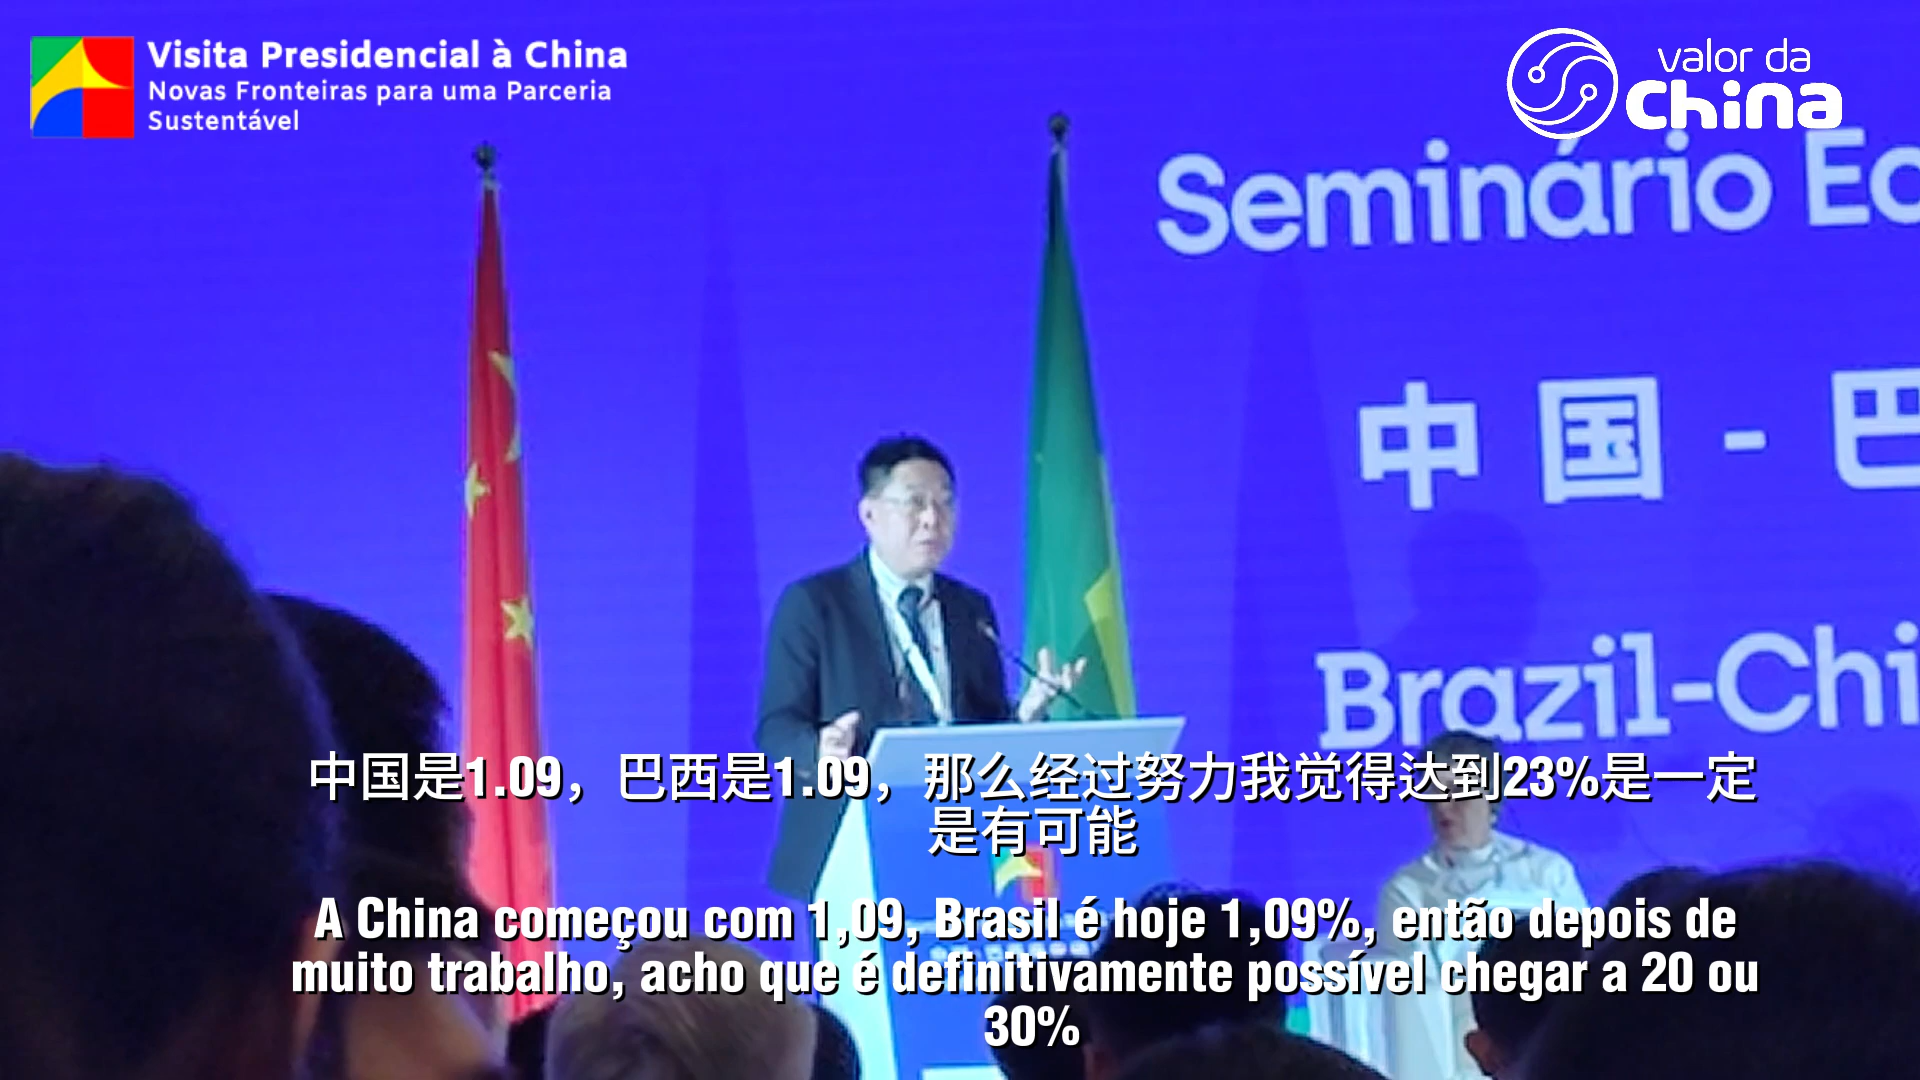 Visita Presidencial à China
Novas Fronteiras para uma Parceria
Sustentável
valor da
china
Seminário
中国-巴
Brazil-Chi
中国是1.09，巴西是1.09，那么经过努力我觉得达到23%是一定
是有可能
A China começou com 1,09, Brasil é hoje 1,09%, então depois de
muito trabalho, acho que é definitivamente possível chegar a 20 ou
30%